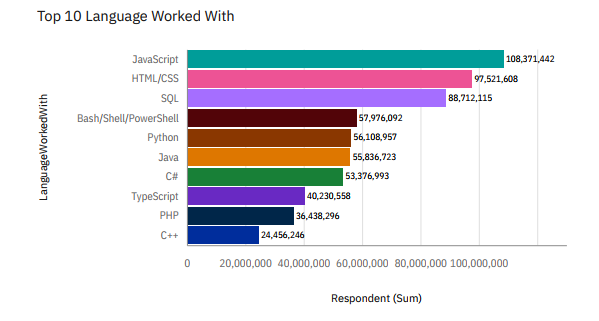 Top 10 Language Worked With
LanguageWorkedWith
JavaScript 108,371,442
HTML/CSS 97,521,608
SQL 88,712,115
Bash/Shell/PowerShell 57,976,092
Python 56,108,957
Java 55,836,723
C# 53,376,993
TypeScript 40,230,558
PHP 36,438,296
C++ 24,456,246
0 20,000,000 40,000,000 60,000,000 80,000,000 100,000,000
Respondent (Sum)